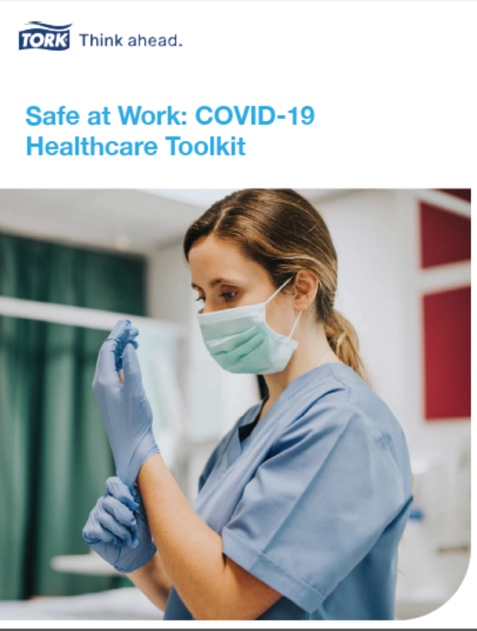 TORK Think ahead.
Safe at Work: COVID-19
Healthcare Toolkit